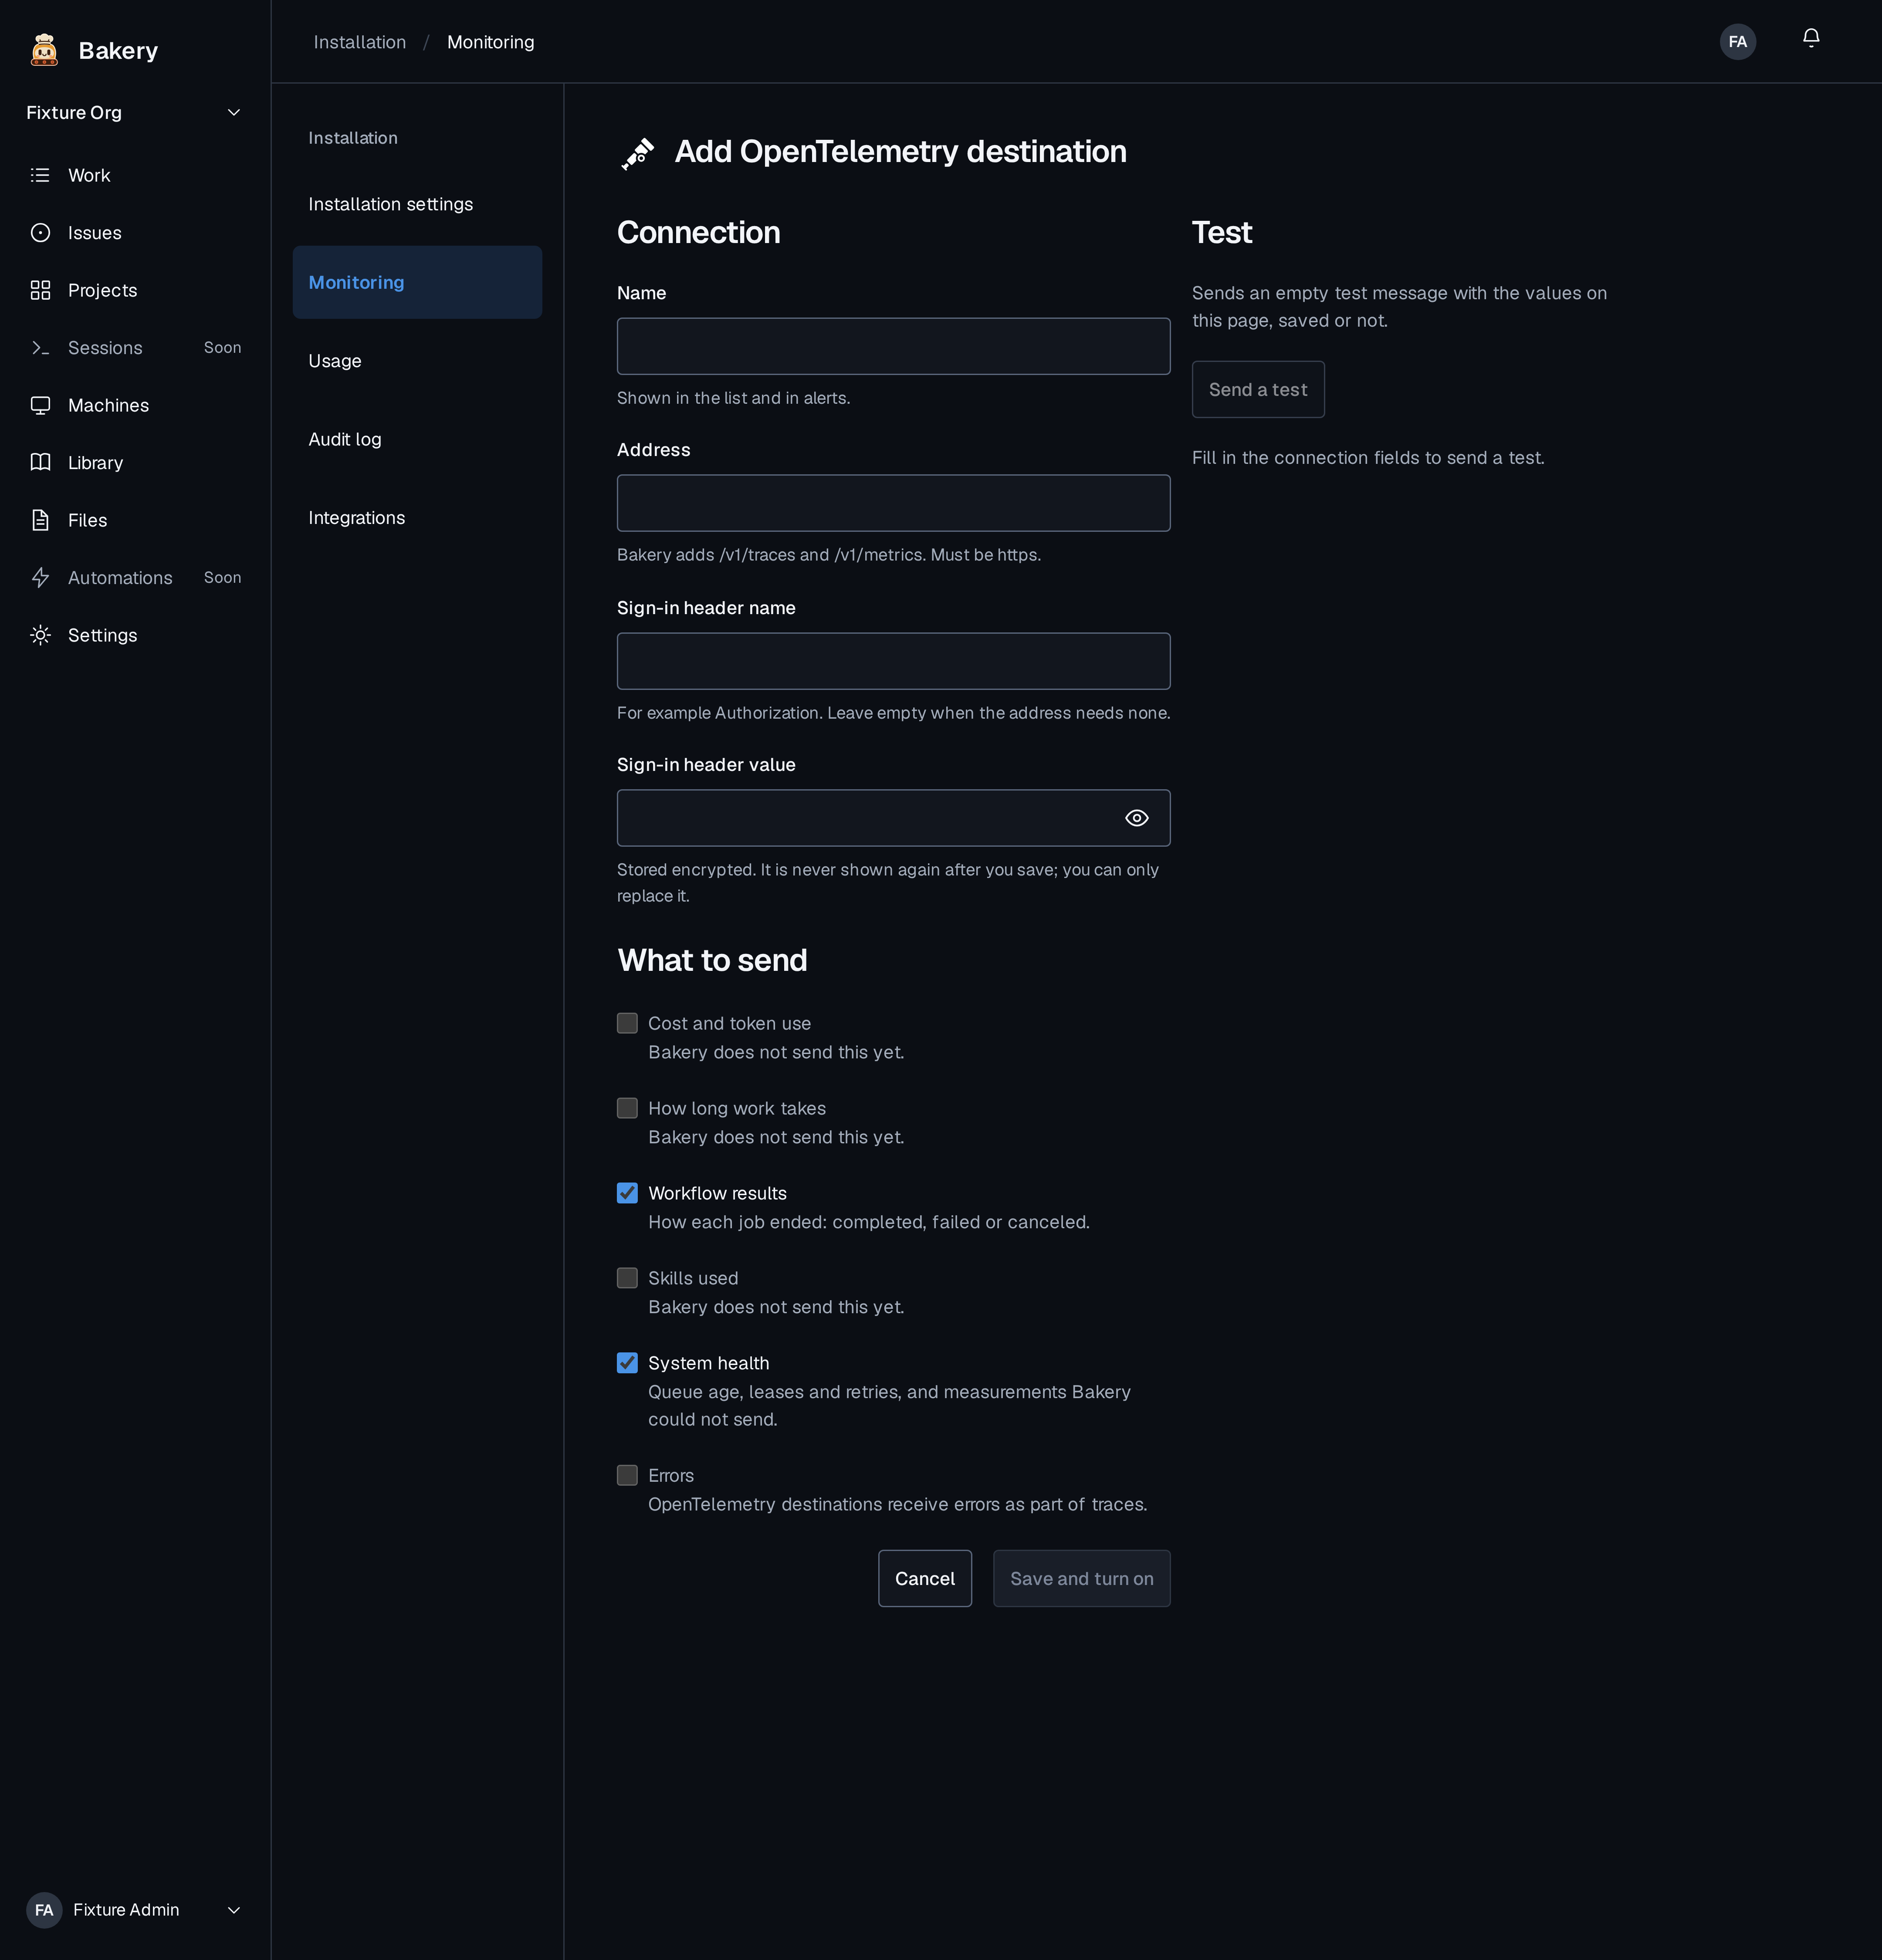 Bakery
Fixture Org
Work
Issues
Projects
Sessions Soon
Machines
Library
Files
Automations Soon
Settings
FA Fixture Admin
Installation / Monitoring
FA
Installation
Installation settings
Monitoring
Usage
Audit log
Integrations
Add OpenTelemetry destination
Connection
Name
Shown in the list and in alerts.
Address
Bakery adds /v1/traces and /v1/metrics. Must be https.
Sign-in header name
For example Authorization. Leave empty when the address needs none.
Sign-in header value
Stored encrypted. It is never shown again after you save; you can only
replace it.
What to send
Cost and token use
Bakery does not send this yet.
How long work takes
Bakery does not send this yet.
Workflow results
How each job ended: completed, failed or canceled.
Skills used
Bakery does not send this yet.
System health
Queue age, leases and retries, and measurements Bakery
could not send.
Errors
OpenTelemetry destinations receive errors as part of traces.
Cancel
Save and turn on
Test
Sends an empty test message with the values on
this page, saved or not.
Send a test
Fill in the connection fields to send a test.